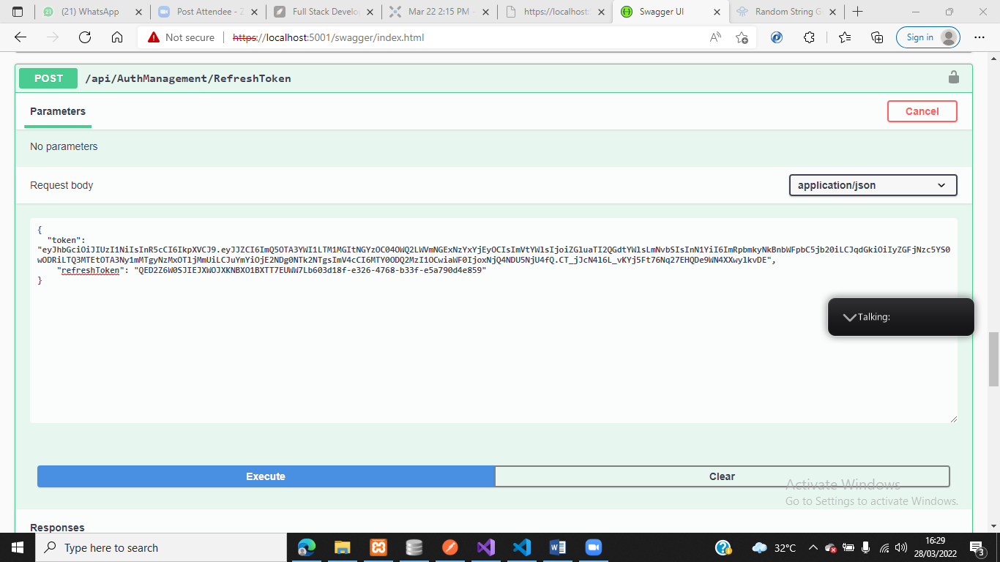 (21) WhatsApp
Post Attendee - Z
Full Stack Develo
Mar 22 2:15 PM -
https://localhost:
Swagger UI
Random String G
Not secure
https://localhost:5001/swagger/index.html
Sign in
POST /api/AuthManagement/RefreshToken
Parameters
Cancel
No parameters
Request body
application/json
{
"token":
"eyJhbGciOiJIUzI1NiIsInR5cCI6IkpXVCJ9.eyJJZCI6ImQ5OTA3YWI1LTM1MGItNGYzOC04OWQ2LWVmNGExNzYxYjEyOCIsImVtYWlsIjoiZGluaTI2QGdtYWlsLmNvbSIsInN1YiI6ImRpbmkyNkBnbWFpbC5jb20iLCJqdGkiOiIyZGFjNzc5YS0
wODRiLTQ3MTEtOTA3Ny1mMTgyNzMxOTljMmUiLCJuYmYiOjE2NDg0NTk2NTgsImV4cCI6MTY0ODQ2MzI1OCwiaWF0IjoxNjQ4NDU5NjU4fQ.CT_jJcN4l6L_vKYj5Ft76Nq27EHQDe9WN4XXwylkvDE",
"refreshToken": "QED2Z6W0SJIEJXWOJXKNBXO1BXTT7EUWW7Lb603d18f-e326-4768-b33f-e5a790d4e859"
}
Talking:
Execute
Clear
Activate Windows
Go to Settings to activate Windows.
Responses
Type here to search
32°C
16:29
28/03/2022
3